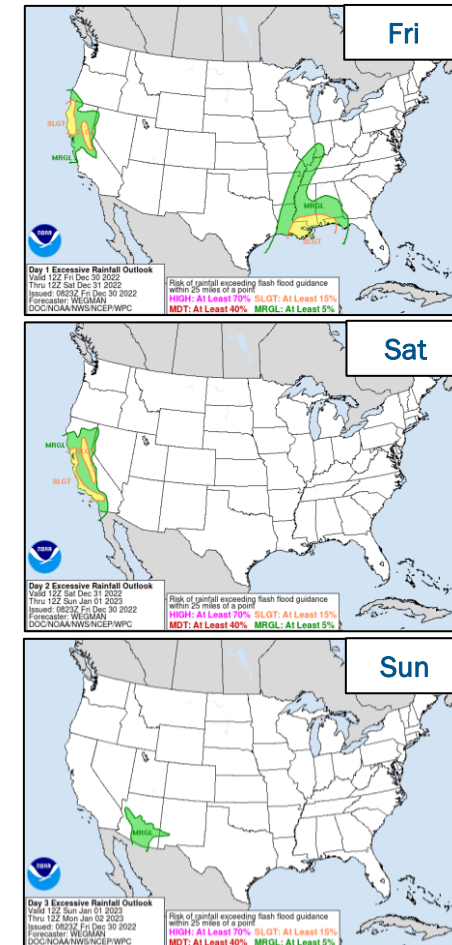 Fri
SLGT
SLGT
MRGL
MRGL
SLGT
NOAA
Day 1 Excessive Rainfall Outlook
Valid 12Z Fri Dec 30 2022
Thru 12Z Sat Dec 31 2022
Issued: 0823Z Fri Dec 30 2022
Forecaster: WEGMAN
DOC/NOAA/NWS/NCEP/WPC
Risk of rainfall exceeding flash flood guidance
within 25 miles of a point
HIGH: At Least 70% SLGT: At Least 15%
MDT: At Least 40% MRGL: At Least 5%
Sat
MRGL
SLGT
NOAA
Day 2 Excessive Rainfall Outlook
Valid 12Z Sat Dec 31 2022
Thru 12Z Sun Jan 01 2023
Issued: 0823Z Fri Dec 30 2022
Forecaster: WEGMAN
DOC/NOAA/NWS/NCEP/WPC
Risk of rainfall exceeding flash flood guidance
within 25 miles of a point
HIGH: At Least 70% SLGT: At Least 15%
MDT: At Least 40% MRGL: At Least 5%
Sun
MRGL
NOAA
Day 3 Excessive Rainfall Outlook
Valid 12Z Sun Jan 01 2023
Thru 12Z Mon Jan 02 2023
Issued: 0823Z Fri Dec 30 2022
Forecaster: WEGMAN
DOC/NOAA/NWS/NCEP/WPC
Risk of rainfall exceeding flash flood guidance
within 25 miles of a point
HIGH: At Least 70% SLGT: At Least 15%
MDT: At Least 40% MRGL: At Least 5%